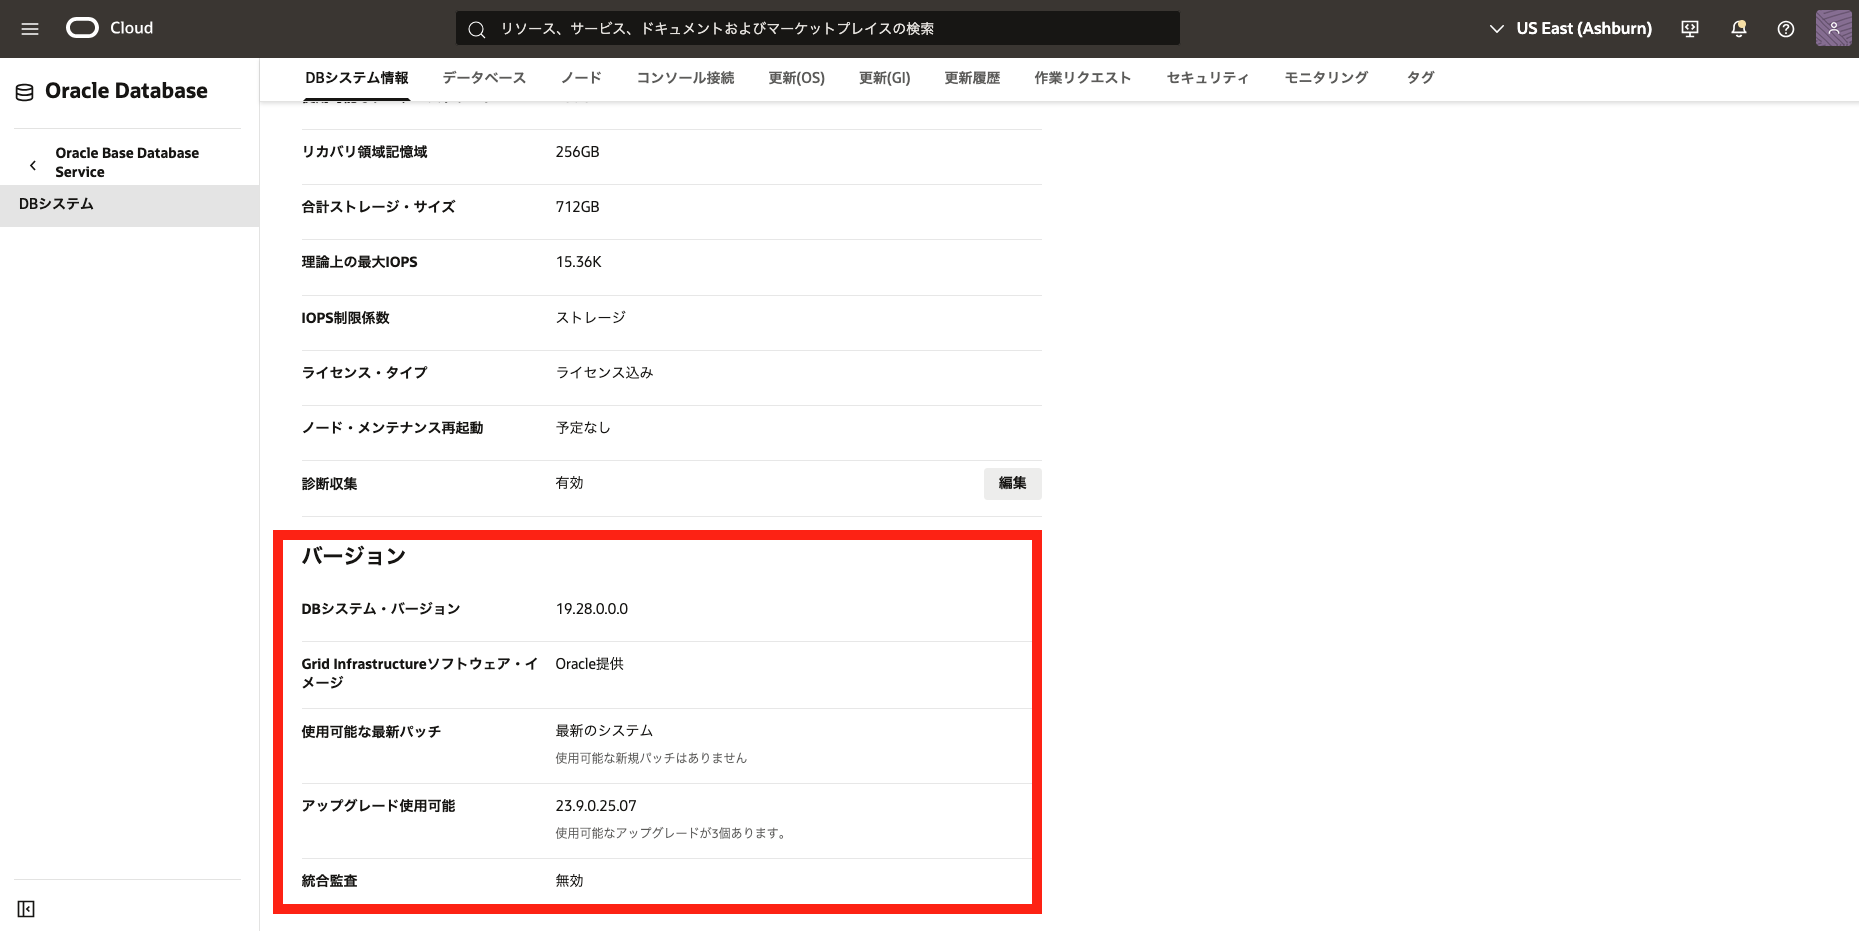 Cloud
リソース、サービス、ドキュメントおよびマーケットプレイスの検索
US East (Ashburn)
Oracle Database
Oracle Base Database
Service
DBシステム
DBシステム情報 データベース ノード コンソール接続 更新(OS) 更新(GI) 更新履歴 作業リクエスト セキュリティ モニタリング タグ
リカバリ領域記憶域 256GB
合計ストレージ・サイズ 712GB
理論上の最大IOPS 15.36K
IOPS制限係数 ストレージ
ライセンス・タイプ ライセンス込み
ノード・メンテナンス再起動 予定なし
診断収集 有効 編集
バージョン
DBシステム・バージョン 19.28.0.0.0
Grid Infrastructureソフトウェア・イ Oracle提供
メージ
使用可能な最新パッチ 最新のシステム
使用可能な新規パッチはありません
アップグレード使用可能 23.9.0.25.07
使用可能なアップグレードが3個あります。
統合監査 無効